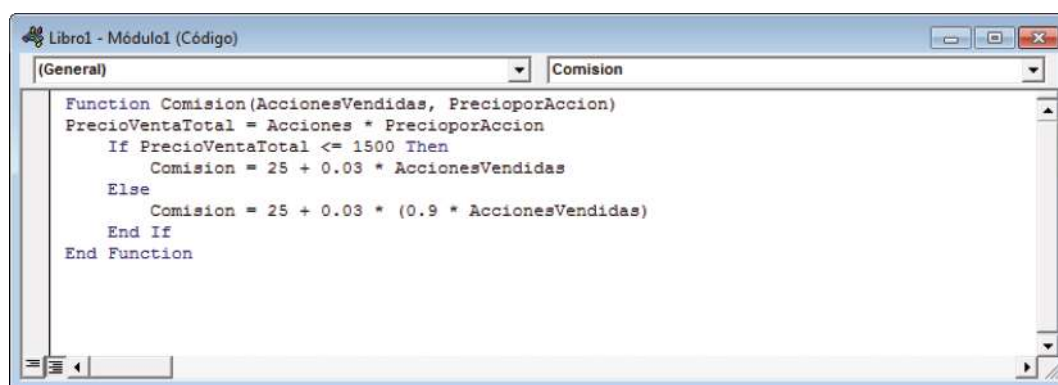 Libro1 - Módulo1 (Código)
(General) Comision
Function Comision(AccionesVendidas, PrecioporAccion)
PrecioVentaTotal = Acciones * PrecioporAccion
If PrecioVentaTotal <= 1500 Then
Comision = 25 + 0.03 * AccionesVendidas
Else
Comision = 25 + 0.03 * (0.9 * AccionesVendidas)
End If
End Function